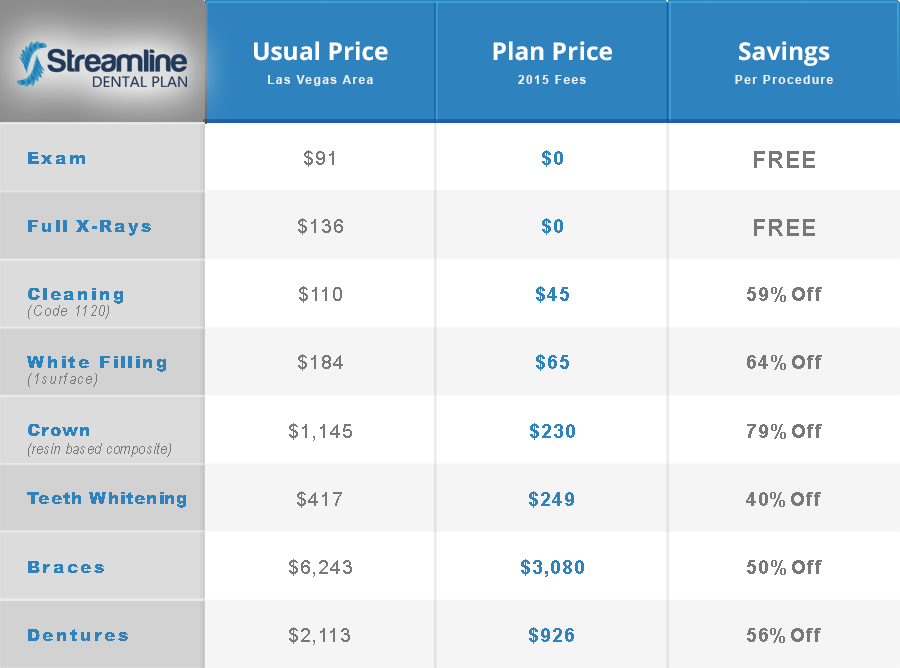 Streamline
DENTAL PLAN
Usual Price
Las Vegas Area
Plan Price
2015 Fees
Savings
Per Procedure
Exam
$91
$0
FREE
Full X-Rays
$136
$0
FREE
Cleaning
(Code 1120)
$110
$45
59% Off
White Filling
(1surface)
$184
$65
64% Off
Crown
(resin based composite)
$1,145
$230
79% Off
Teeth Whitening
$417
$249
40% Off
Braces
$6,243
$3,080
50% Off
Dentures
$2,113
$926
56% Off